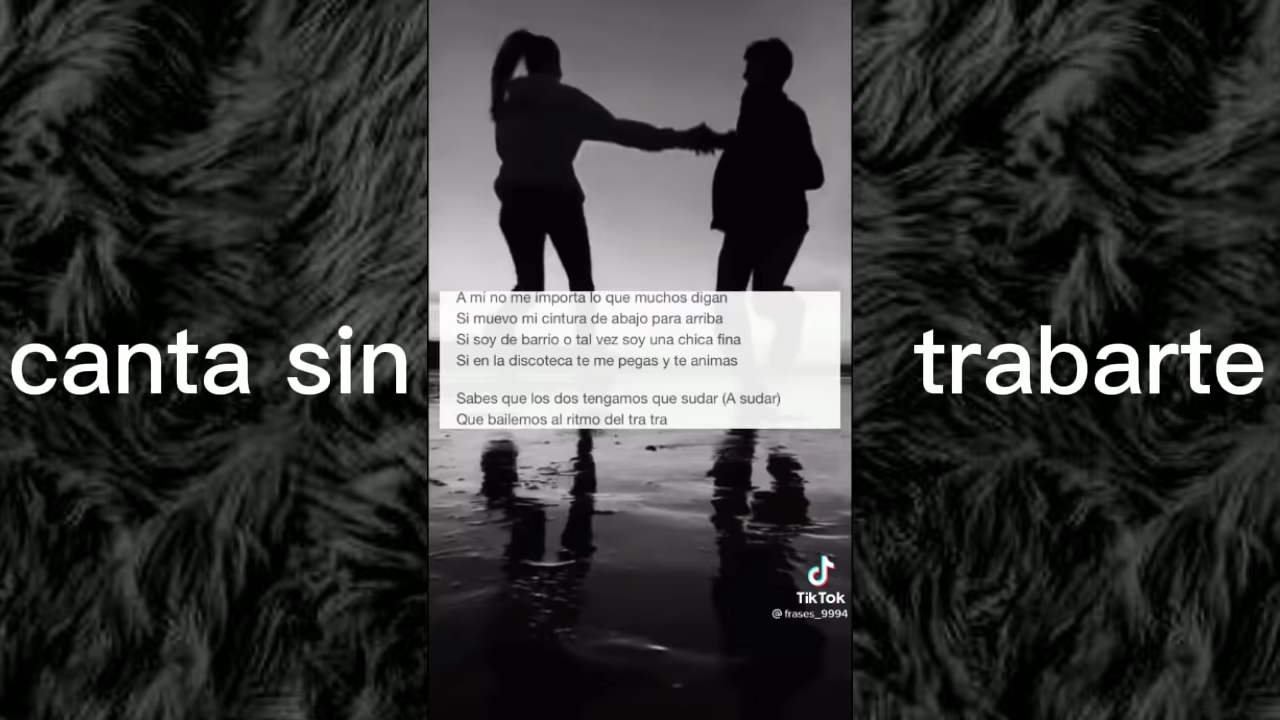 canta sin trabarte
A mí no me importa lo que muchos digan
Si muevo mi cintura de abajo para arriba
Si soy de barrio o tal vez soy una chica fina
Si en la discoteca te me pegas y te animas
Sabes que los dos tengamos que sudar (A sudar)
Que bailemos al ritmo del tra tra
TikTok
@frases_9994